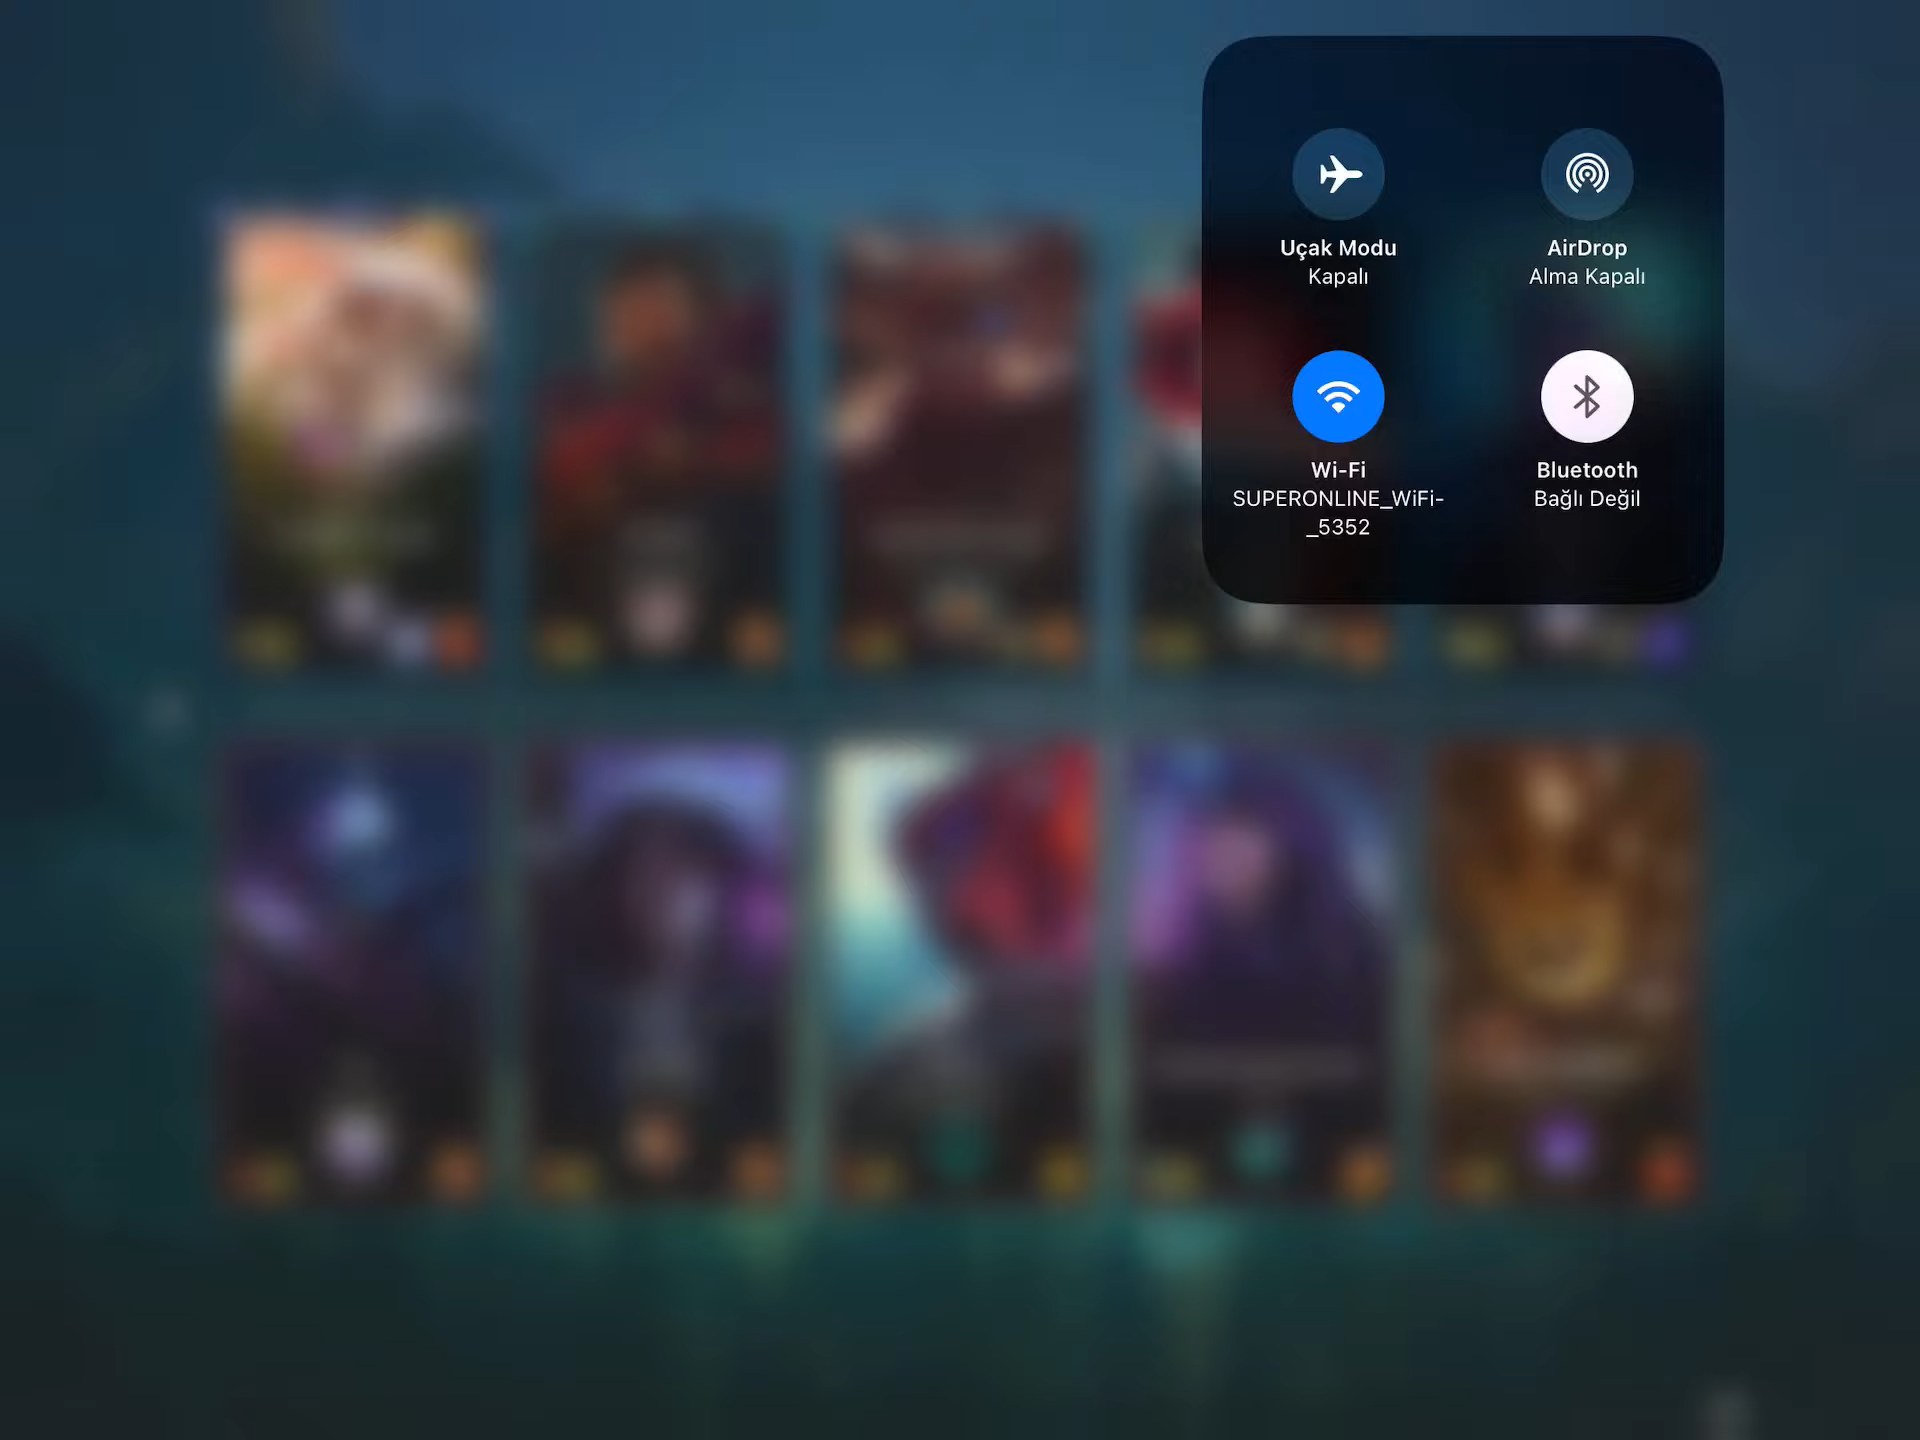 Uçak Modu
Kapalı
AirDrop
Alma Kapalı
Wi-Fi
SUPERONLINE_WiFi-
_5352
Bluetooth
Bağlı Değil